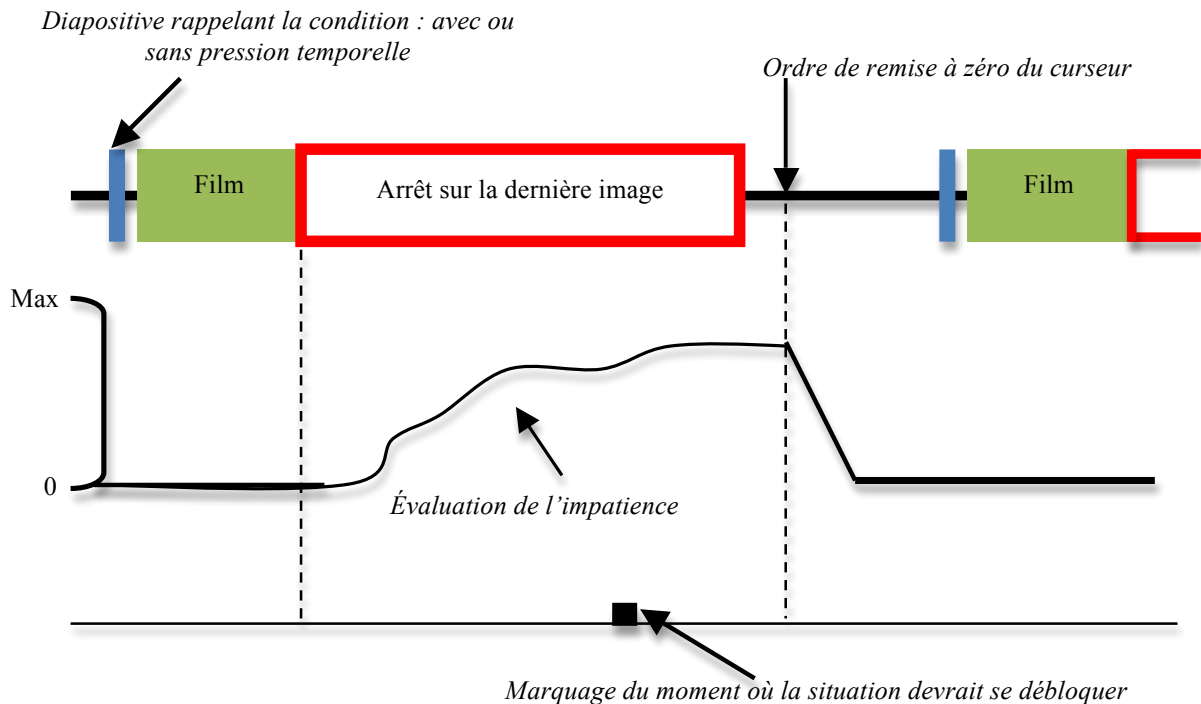 Diapositive rappelant la condition : avec ou
sans pression temporelle
Ordre de remise à zéro du curseur
Film
Arrêt sur la dernière image
Film
Max
0
Évaluation de l’impatience
Marquage du moment où la situation devrait se débloquer